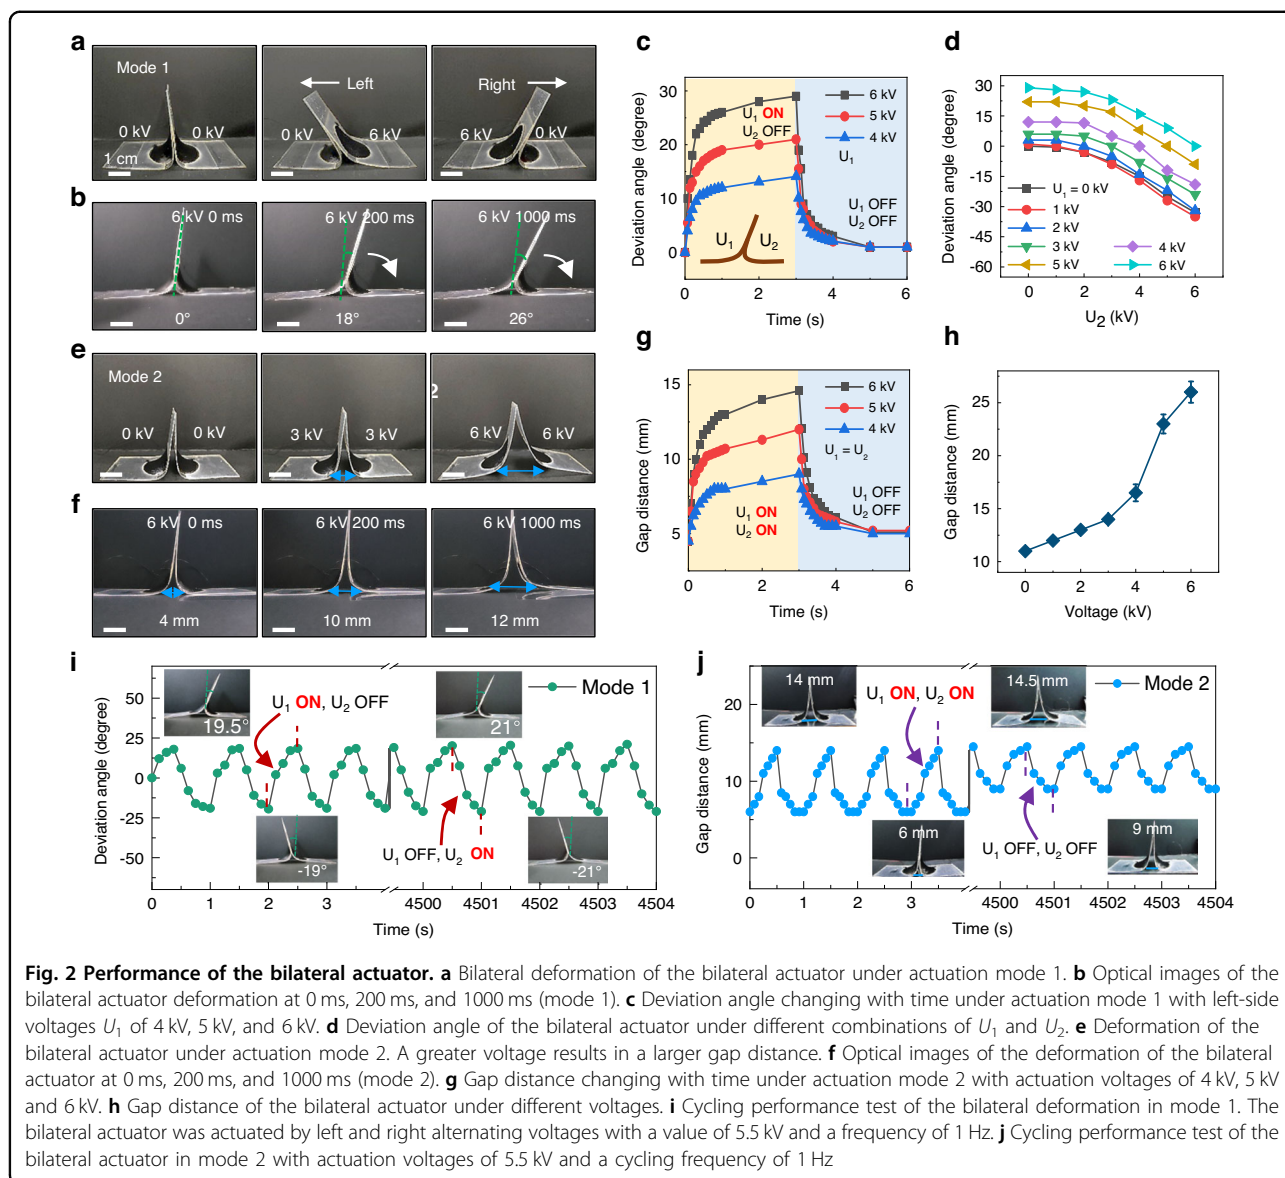 a
Mode 1
0 kV
0 kV
1 cm
Left
0 kV
6 kV
Right
6 kV
0 kV
b
6 kV 0 ms
0°
6 kV 200 ms
18°
6 kV 1000 ms
26°
c
Deviation angle (degree)
30
20
10
0
U1 ON
U2 OFF
6 kV
5 kV
4 kV
U1
U1 OFF
U2 OFF
U1
U2
0 2 4 6
Time (s)
d
Deviation angle (degree)
30
15
0
-15
-30
-45
-60
U1 = 0 kV
1 kV
2 kV
3 kV
4 kV
5 kV
6 kV
0 2 4 6
U2 (kV)
e
Mode 2
0 kV
0 kV
3 kV
3 kV
2
6 kV
6 kV
f
6 kV 0 ms
4 mm
6 kV 200 ms
10 mm
6 kV 1000 ms
12 mm
g
Gap distance (mm)
15
10
5
6 kV
5 kV
4 kV
U1 = U2
U1 ON
U2 ON
U1 OFF
U2 OFF
0 2 4 6
Time (s)
h
Gap distance (mm)
25
20
15
10
0 2 4 6
Voltage (kV)
i
Deviation angle (degree)
50
25
0
-25
-50
19.5°
U1 ON, U2 OFF
21°
Mode 1
-19°
U1 OFF, U2 ON
-21°
0 1 2 3 4500 4501 4502 4503 4504
Time (s)
j
Gap distance (mm)
24
18
12
6
0
14 mm
U1 ON, U2 ON
14.5 mm
Mode 2
6 mm
U1 OFF, U2 OFF
9 mm
0 1 2 3 4500 4501 4502 4503 4504
Time (s)
Fig. 2 Performance of the bilateral actuator. a Bilateral deformation of the bilateral actuator under actuation mode 1. b Optical images of the
bilateral actuator deformation at 0 ms, 200 ms, and 1000 ms (mode 1). c Deviation angle changing with time under actuation mode 1 with left-side
voltages U1 of 4 kV, 5 kV, and 6 kV. d Deviation angle of the bilateral actuator under different combinations of U1 and U2. e Deformation of the
bilateral actuator under actuation mode 2. A greater voltage results in a larger gap distance. f Optical images of the deformation of the bilateral
actuator at 0 ms, 200 ms, and 1000 ms (mode 2). g Gap distance changing with time under actuation mode 2 with actuation voltages of 4 kV, 5 kV
and 6 kV. h Gap distance of the bilateral actuator under different voltages. i Cycling performance test of the bilateral deformation in mode 1. The
bilateral actuator was actuated by left and right alternating voltages with a value of 5.5 kV and a frequency of 1 Hz. j Cycling performance test of the
bilateral actuator in mode 2 with actuation voltages of 5.5 kV and a cycling frequency of 1 Hz